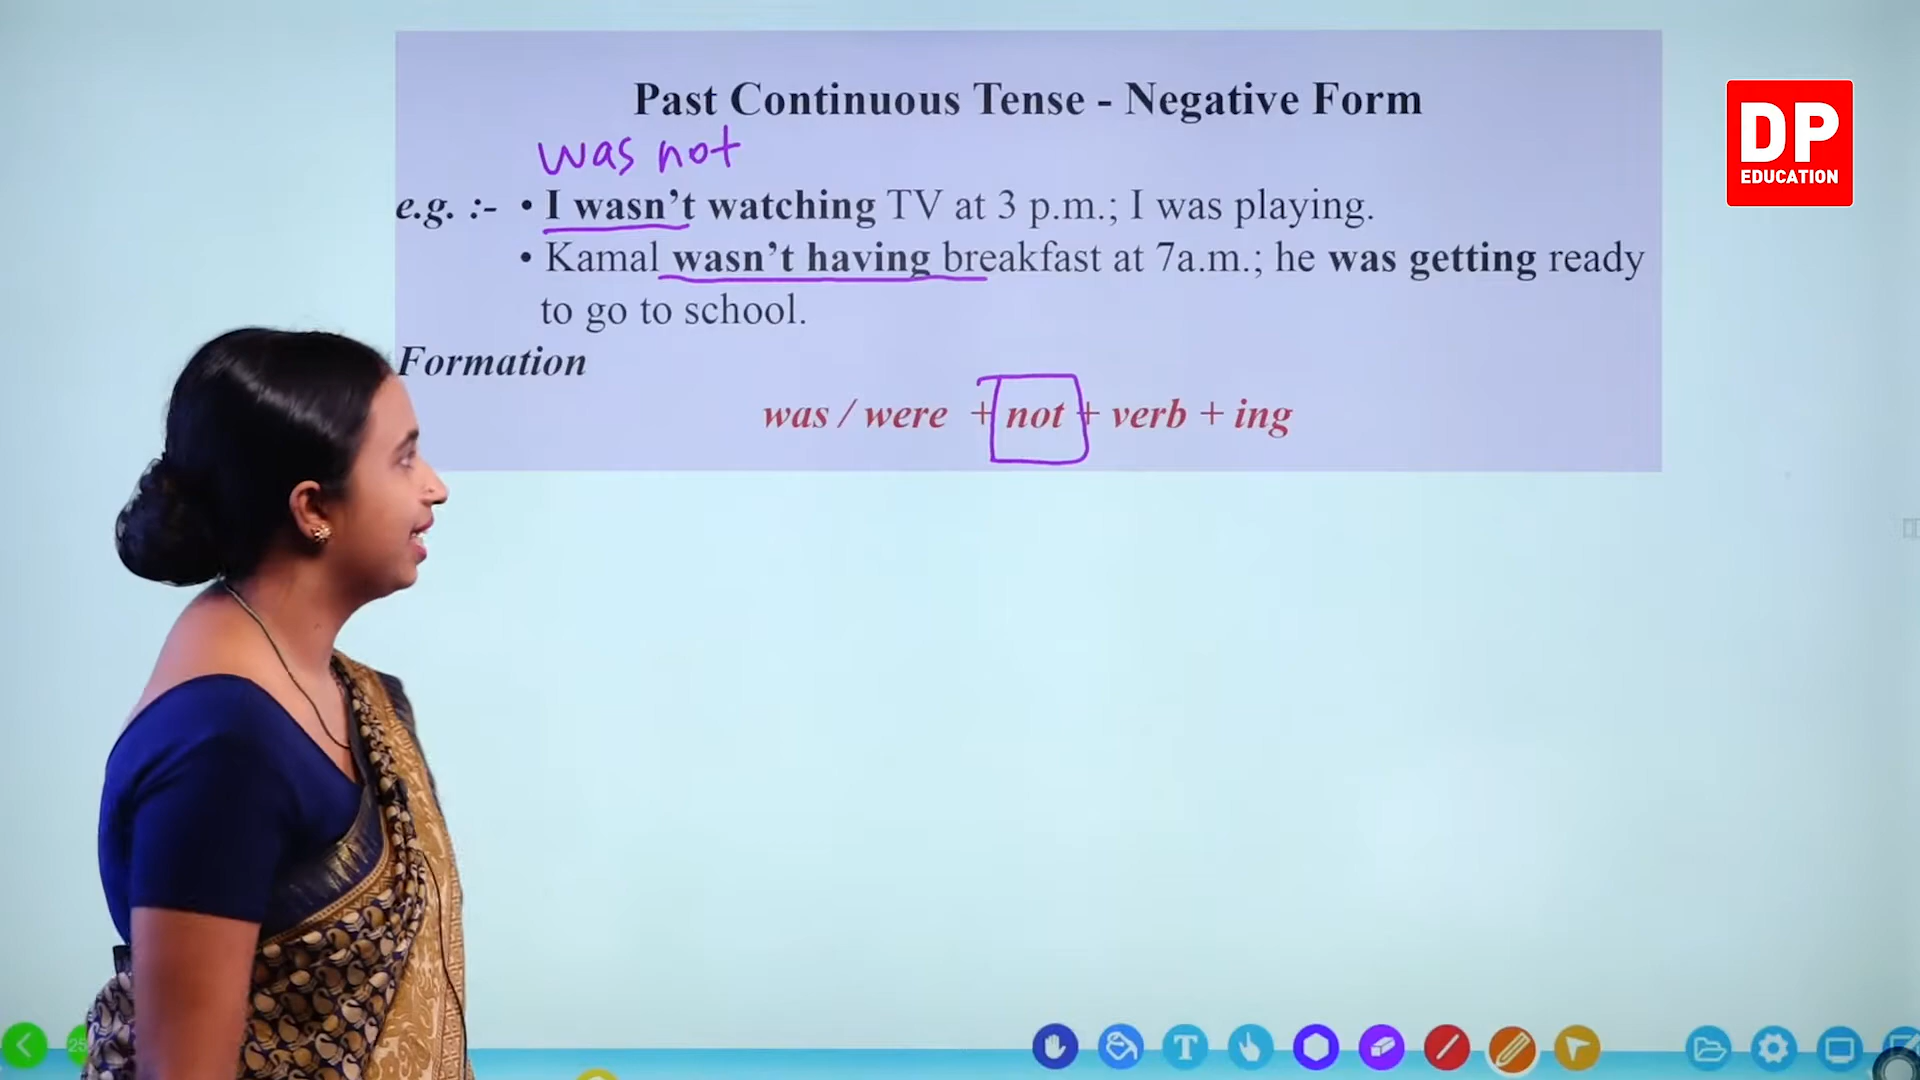 Past Continuous Tense - Negative Form
was not
e.g. :- • I wasn't watching TV at 3 p.m.; I was playing.
• Kamal wasn't having breakfast at 7a.m.; he was getting ready
to go to school.
Formation
was / were + not + verb + ing
DP
EDUCATION
25
T